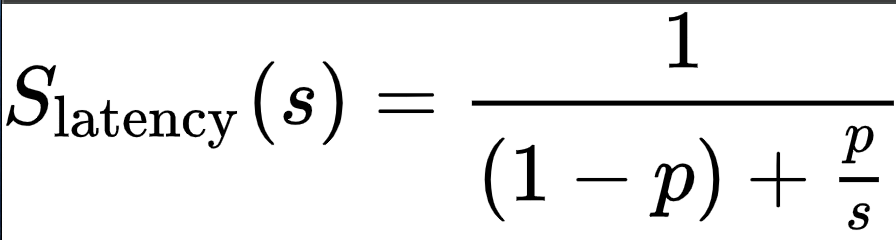 S_latency(s) = 1 / ((1 − p) + p/s)